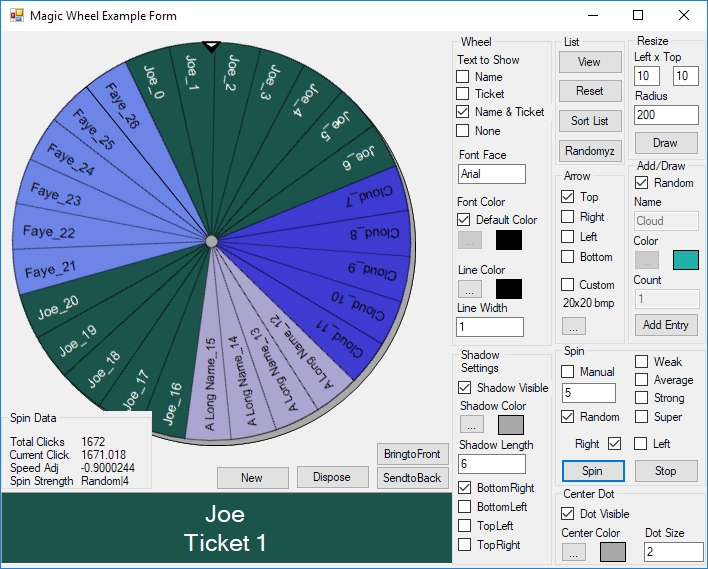 Magic Wheel Example Form
Joe_0
Joe_1
Joe_2
Joe_3
Joe_4
Joe_5
Joe_6
Cloud_7
Cloud_8
Cloud_9
Cloud_10
Cloud_11
A Long Name_12
A Long Name_13
A Long Name_14
A Long Name_15
Joe_16
Joe_17
Joe_18
Joe_19
Joe_20
Faye_21
Faye_22
Faye_23
Faye_24
Faye_25
Faye_26
Spin Data
Total Clicks 1672
Current Click 1671.018
Speed Adj -0.9000244
Spin Strength Random|4
New
Dispose
BringtoFront
SendtoBack
Joe
Ticket 1
Wheel
Text to Show
Name
Ticket
Name & Ticket
None
Font Face
Arial
Font Color
Default Color
...
Line Color
...
Line Width
1
Shadow
Settings
Shadow Visible
Shadow Color
...
Shadow Length
6
BottomRight
BottomLeft
TopLeft
TopRight
List
View
Reset
Sort List
Randomyz
Arrow
Top
Right
Left
Bottom
Custom
20x20 bmp
...
Resize
Left x Top
10 10
Radius
200
Draw
Add/Draw
Random
Name
Cloud
Color
...
Count
1
Add Entry
Spin
Manual
5
Random
Weak
Average
Strong
Super
Right Left
Spin Stop
Center Dot
Dot Visible
Center Color Dot Size
... 2